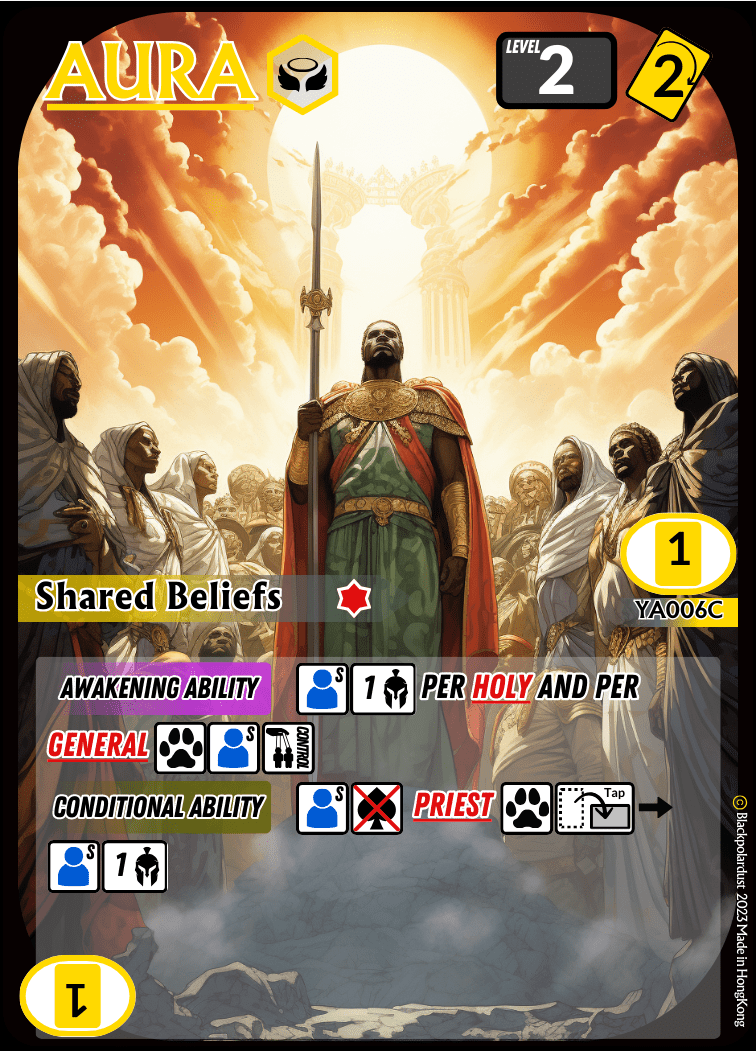 AURA
LEVEL 2
2
1
Shared Beliefs
YA006C
AWAKENING ABILITY S 1 PER HOLY AND PER
GENERAL S CONTROL
CONDITIONAL ABILITY S PRIEST Tap
S 1
1
© Blackpolardust 2023 Made in HongKong